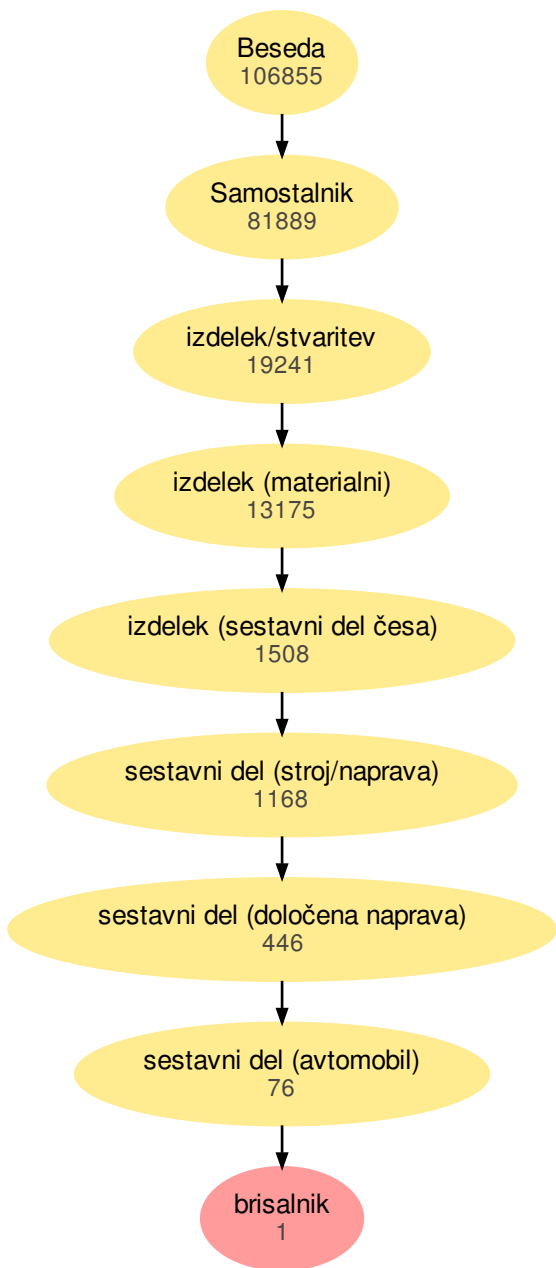 Beseda
106855
Samostalnik
81889
izdelek/stvaritev
19241
izdelek (materialni)
13175
izdelek (sestavni del česa)
1508
sestavni del (stroj/naprava)
1168
sestavni del (določena naprava)
446
sestavni del (avtomobil)
76
brisalnik
1